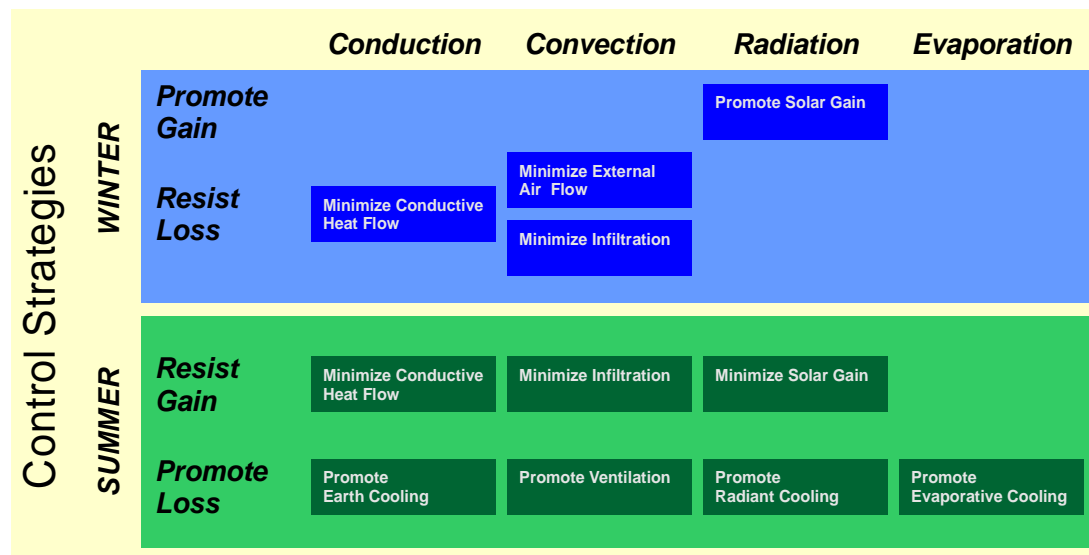 Conduction Convection Radiation Evaporation
Control Strategies
WINTER
Promote
Gain
Promote Solar Gain
Resist
Loss
Minimize Conductive
Heat Flow
Minimize External
Air Flow
Minimize Infiltration
SUMMER
Resist
Gain
Minimize Conductive
Heat Flow
Minimize Infiltration
Minimize Solar Gain
Promote
Loss
Promote
Earth Cooling
Promote Ventilation
Promote
Radiant Cooling
Promote
Evaporative Cooling